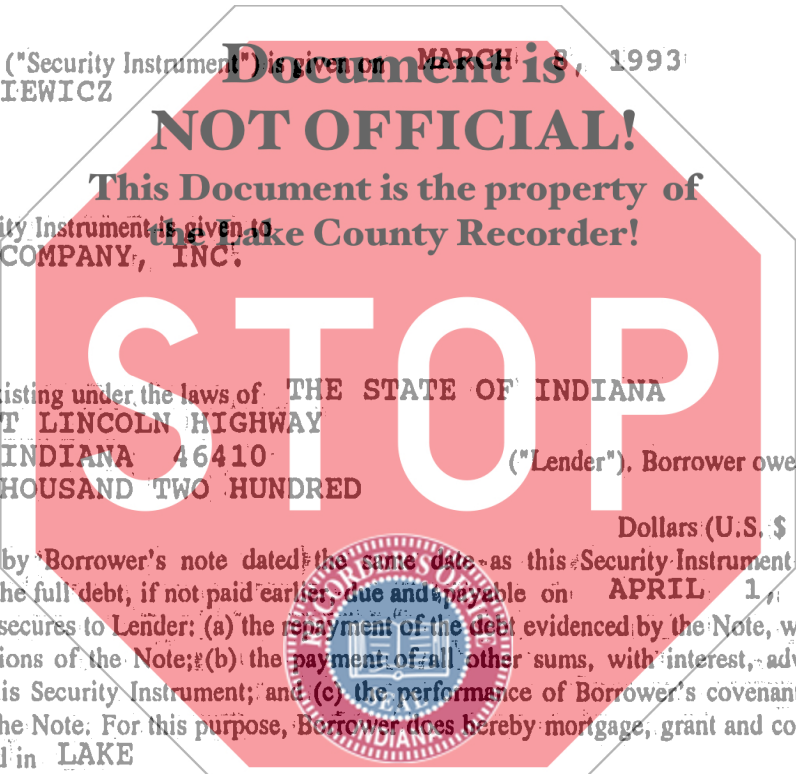 ("Security Instrument") is given on MARCH 8, 1993
IEWICZ
Document is
NOT OFFICIAL!
This Document is the property of
the Lake County Recorder!
ity Instrument is given to
COMPANY, INC.
STOP
isting under the laws of THE STATE OF INDIANA
T LINCOLN HIGHWAY
INDIANA 46410
("Lender"). Borrower owe
HOUSAND TWO HUNDRED
Dollars (U.S. $
by Borrower's note dated the same date as this Security Instrument
he full debt, if not paid earlier, due and payable on APRIL 1,
secures to Lender: (a) the repayment of the debt evidenced by the Note, w
ions of the Note; (b) the payment of all other sums, with interest, adv
is Security Instrument; and (c) the performance of Borrower's covenant
he Note. For this purpose, Borrower does hereby mortgage, grant and co
d in LAKE
RECORDER'S OFFICE
INDIANA